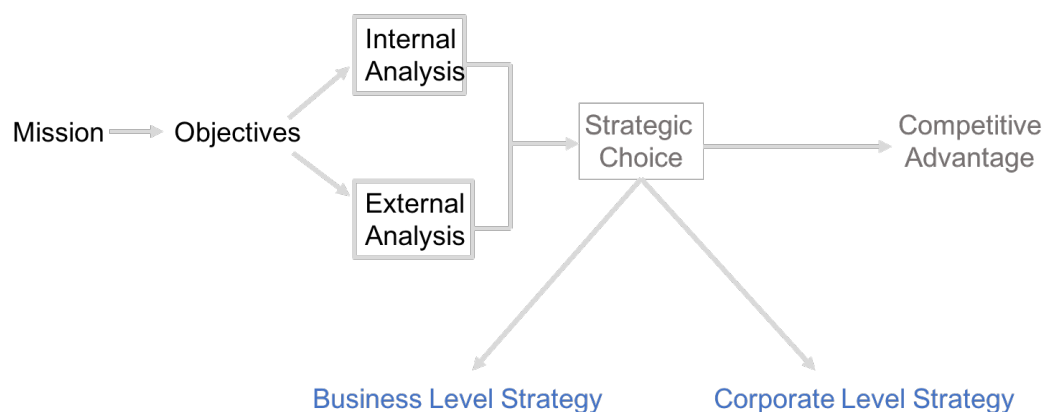 Mission
Objectives
Internal
Analysis
External
Analysis
Strategic
Choice
Competitive
Advantage
Business Level Strategy
Corporate Level Strategy